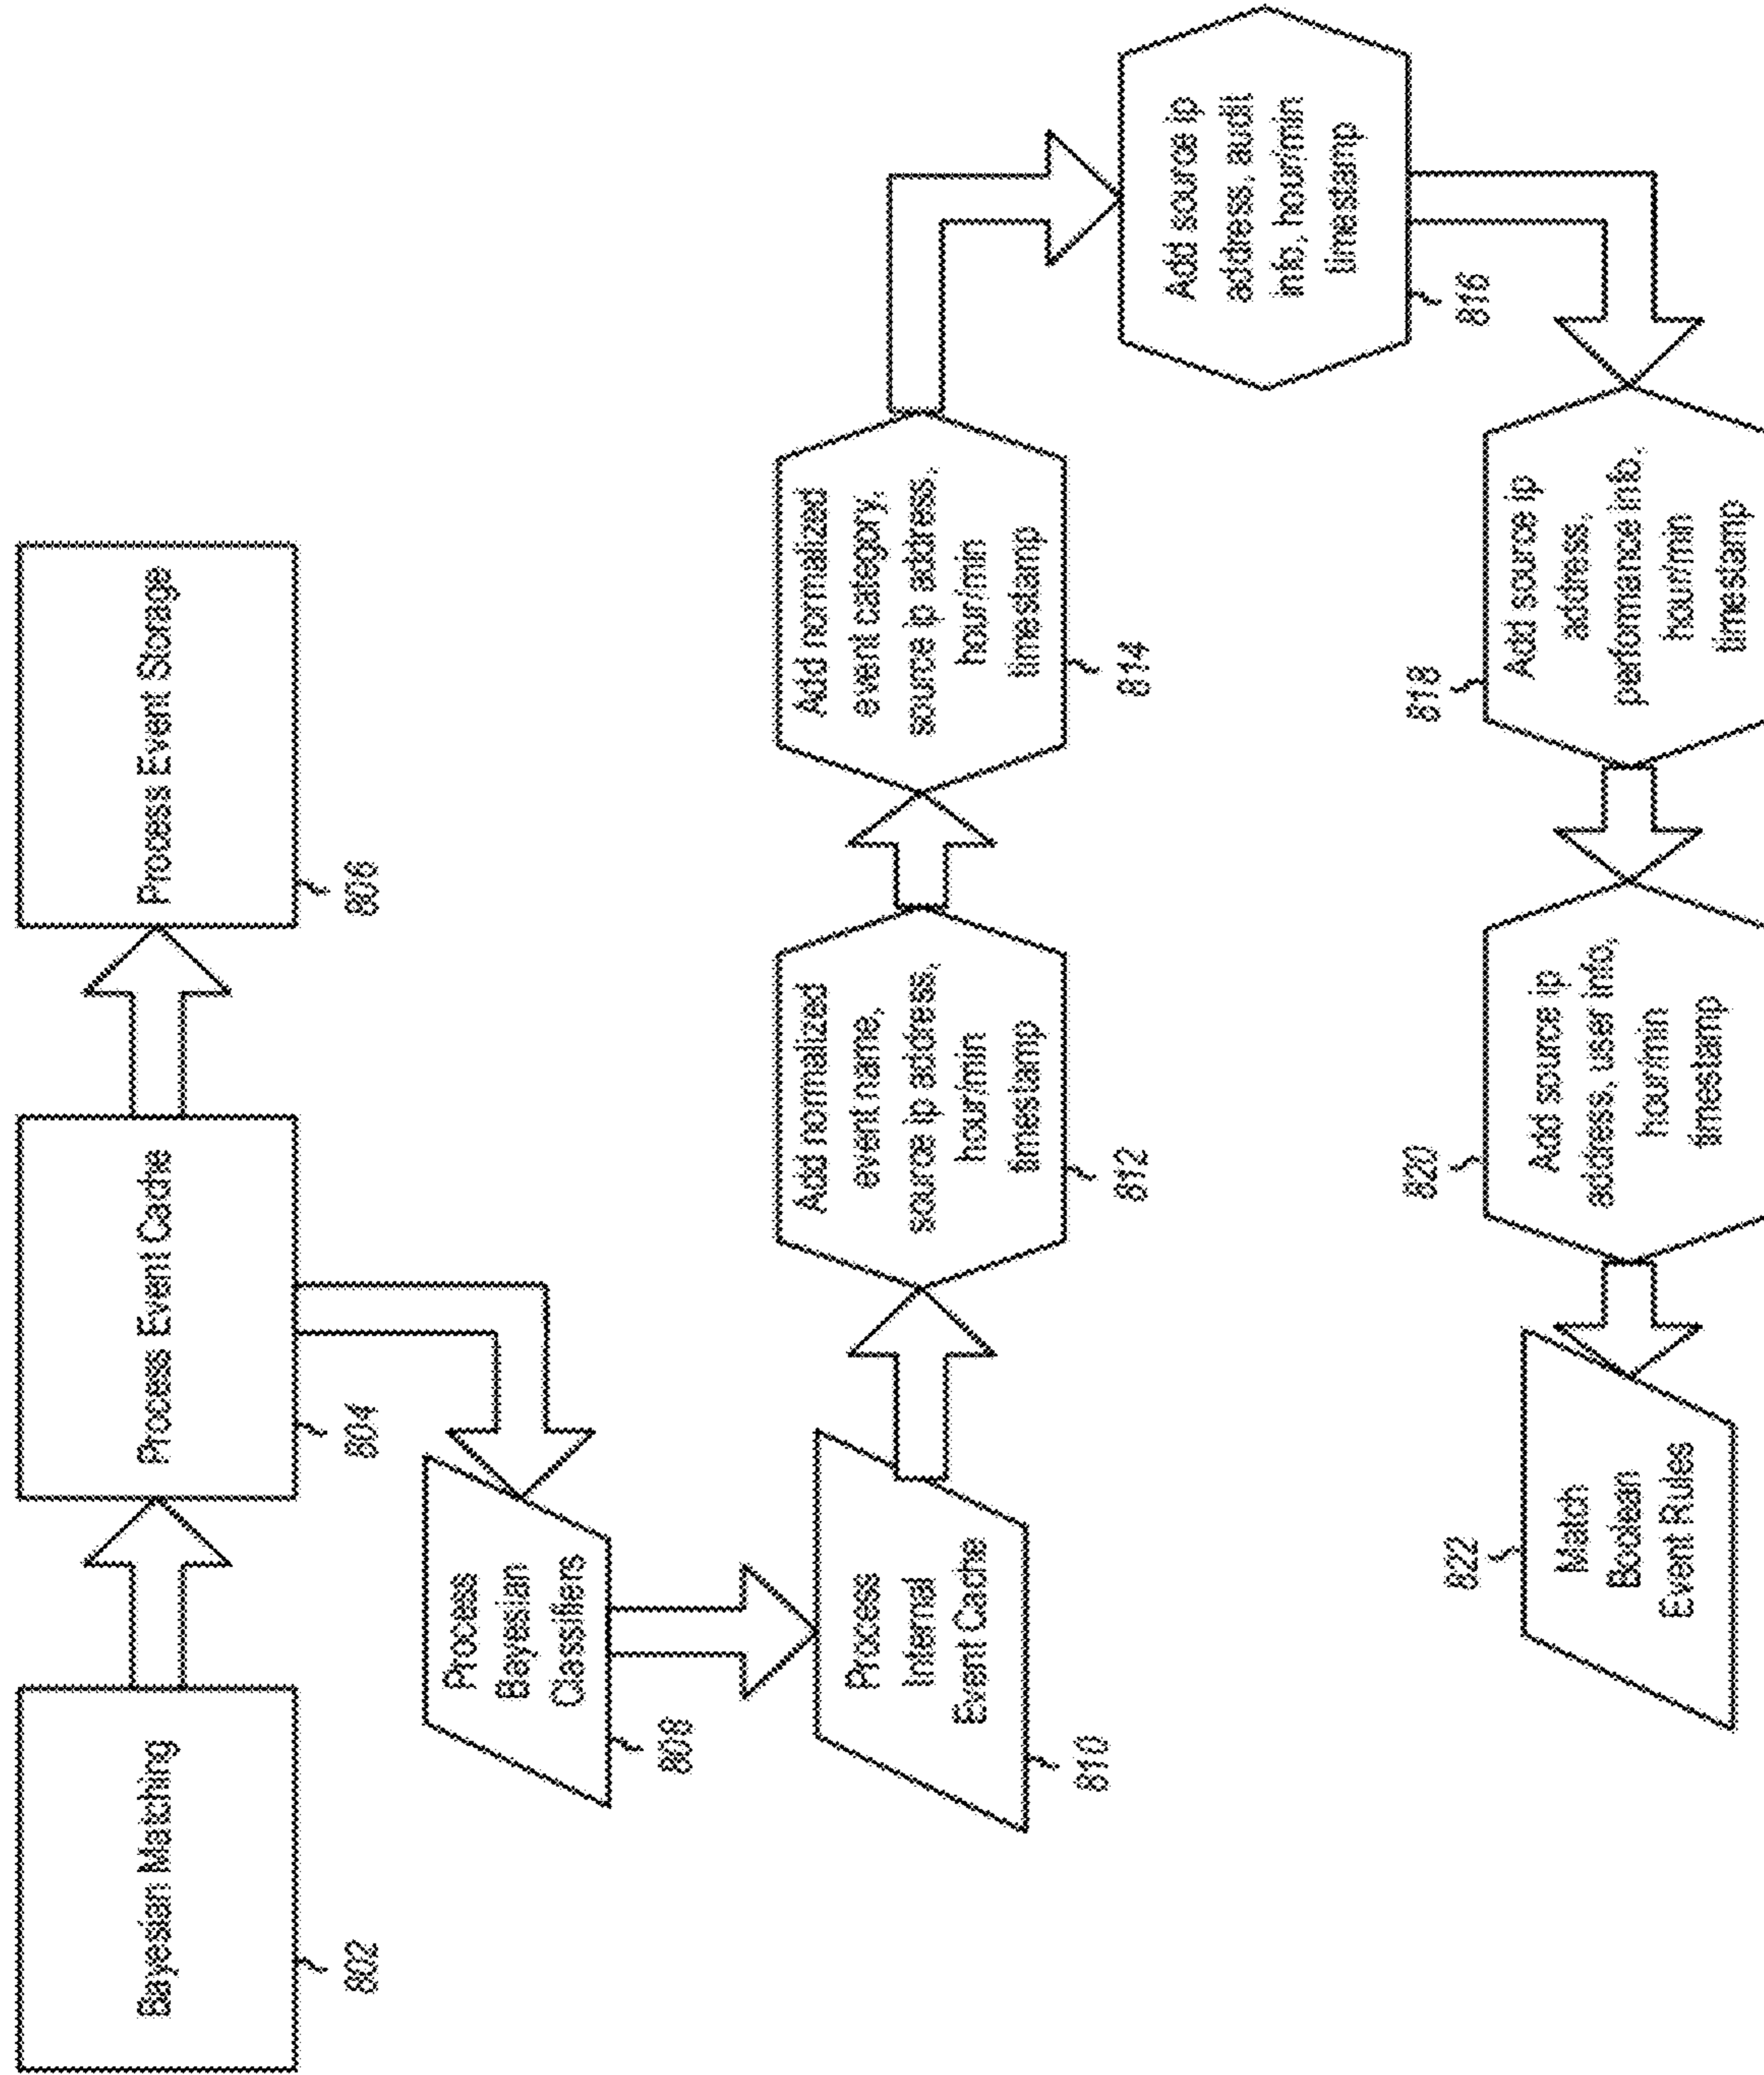 Bayesian Matching
802
Process Event Cache
804
Process Event Storage
806
Process
Bayesian
Classifiers
808
Process
Internal
Event Cache
810
Add normalized
event name,
source ip address,
hour/min
timestamp
812
Add normalized
event category,
source ip address,
hour/min
timestamp
814
Add source ip
address, audit
info, hour/min
timestamp
816
Add source ip
address,
performance info,
hour/min
timestamp
818
Add source ip
address, user info,
hour/min
timestamp
820
Match
Boolean
Event Rules
822